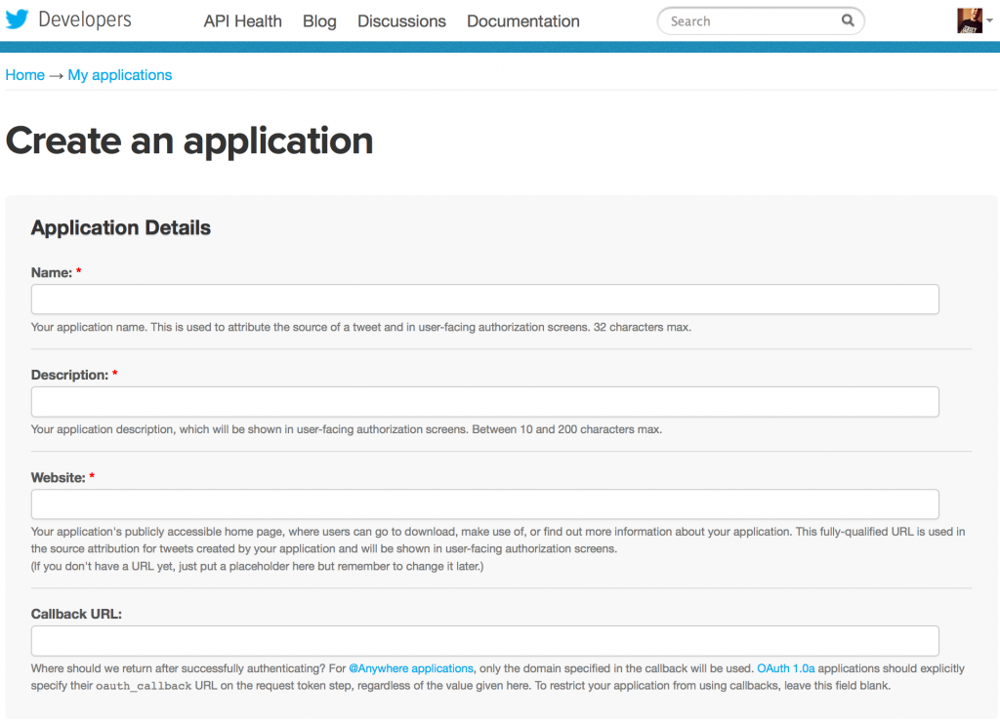 Developers API Health Blog Discussions Documentation Search
Home → My applications
Create an application
Application Details
Name: *
Your application name. This is used to attribute the source of a tweet and in user-facing authorization screens. 32 characters max.
Description: *
Your application description, which will be shown in user-facing authorization screens. Between 10 and 200 characters max.
Website: *
Your application's publicly accessible home page, where users can go to download, make use of, or find out more information about your application. This fully-qualified URL is used in
the source attribution for tweets created by your application and will be shown in user-facing authorization screens.
(If you don't have a URL yet, just put a placeholder here but remember to change it later.)
Callback URL:
Where should we return after successfully authenticating? For @Anywhere applications, only the domain specified in the callback will be used. OAuth 1.0a applications should explicitly
specify their oauth_callback URL on the request token step, regardless of the value given here. To restrict your application from using callbacks, leave this field blank.